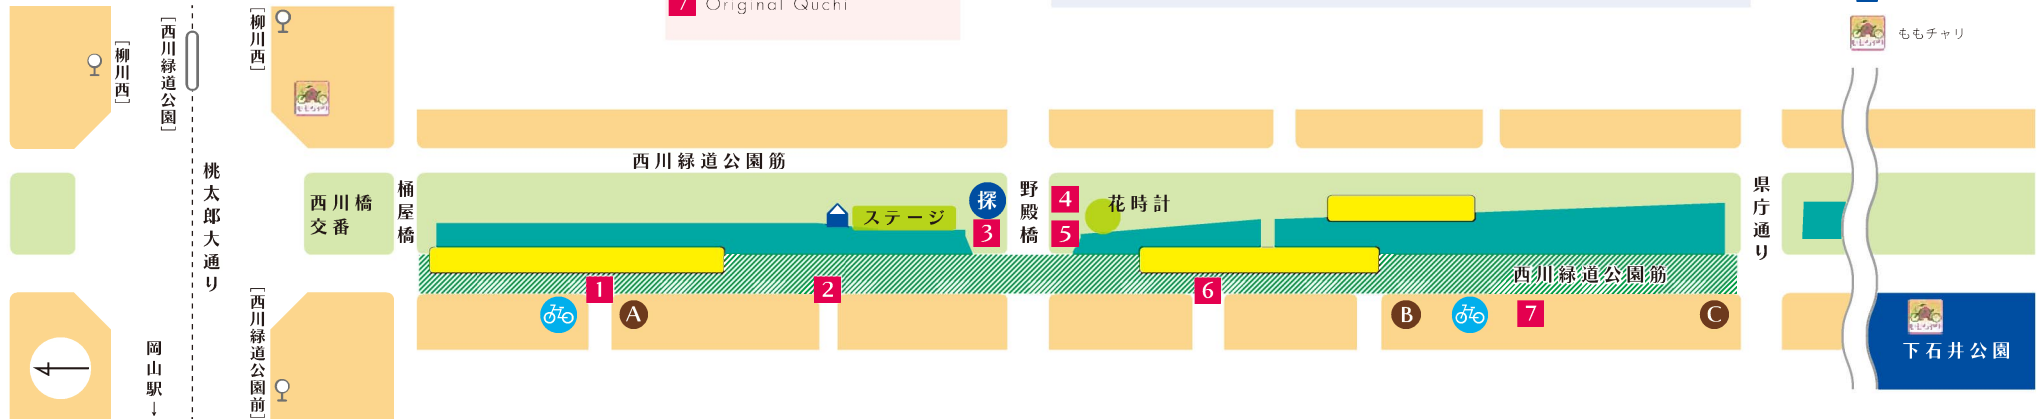 7 Original Quchi
ももチャリ
[柳川西]
[西川緑道公園]
[柳川西]
桃太郎大通り
西川橋
交番
桶屋橋
西川緑道公園筋
ステージ
探
3
野殿橋
4
5
花時計
県庁通り
西川緑道公園筋
1
2
6
A
B
7
C
[西川緑道公園前]
岡山駅→
下石井公園